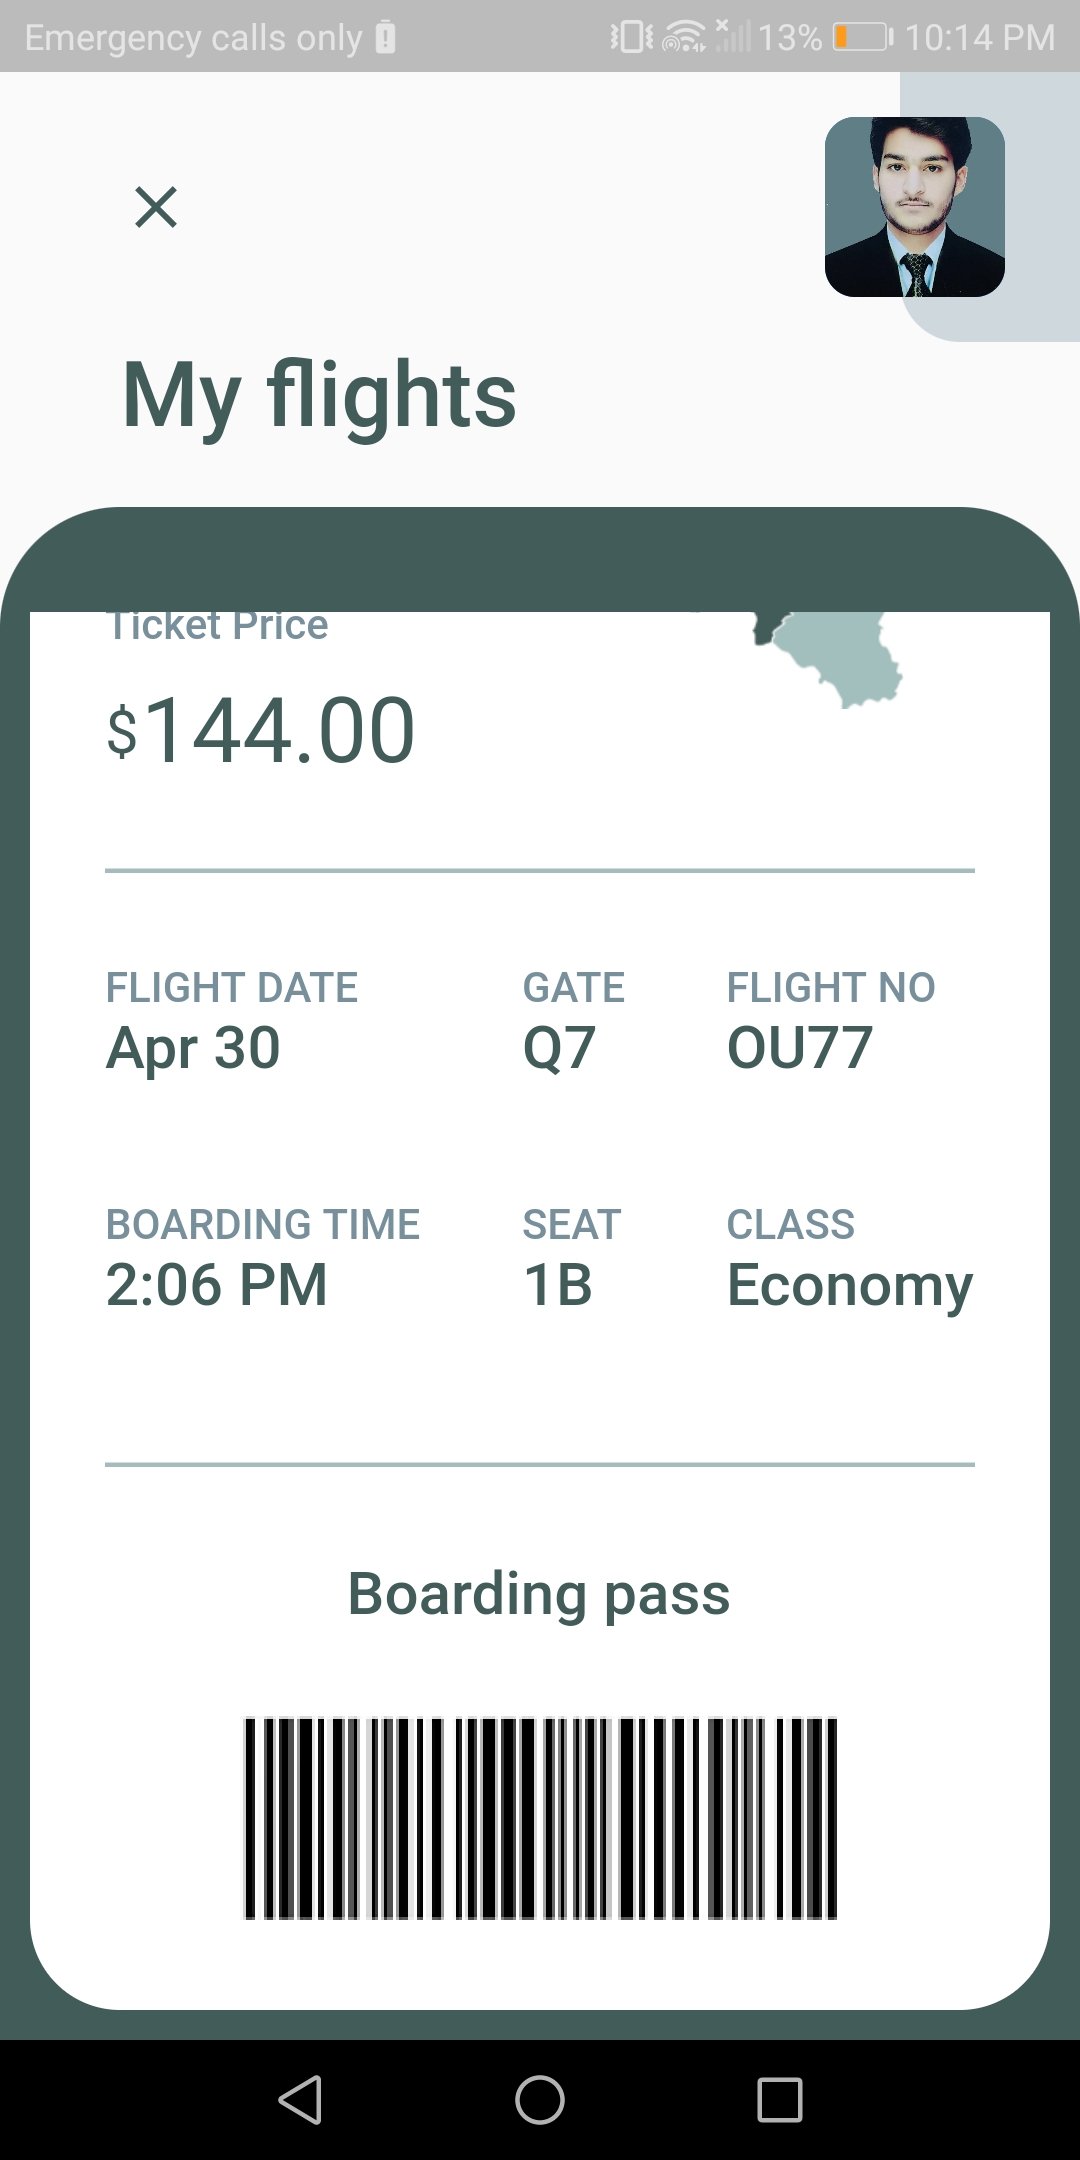 Emergency calls only 13% 10:14 PM
My flights
Ticket Price
$144.00
FLIGHT DATE GATE FLIGHT NO
Apr 30 Q7 OU77
BOARDING TIME SEAT CLASS
2:06 PM 1B Economy
Boarding pass